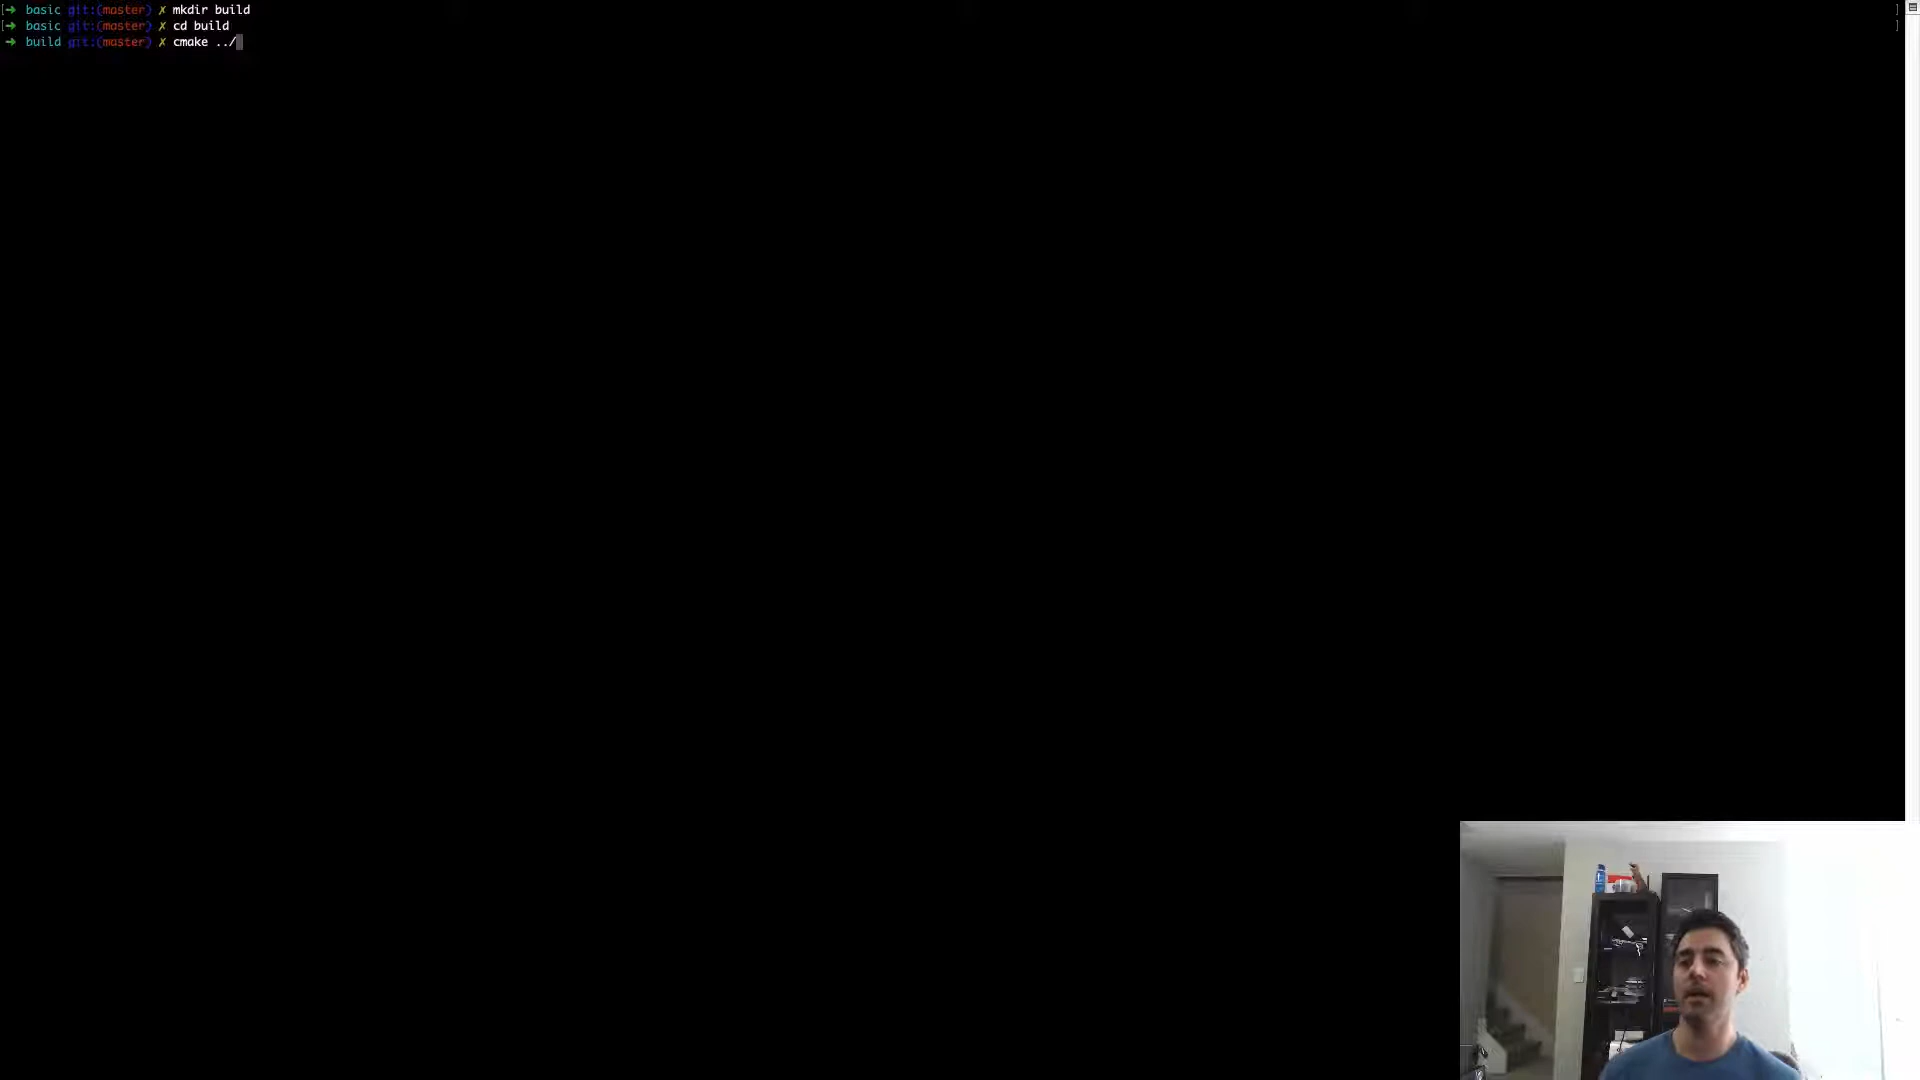 [➜ basic git:(master) ✗ mkdir build ]
[➜ basic git:(master) ✗ cd build ]
➜ build git:(master) ✗ cmake ../